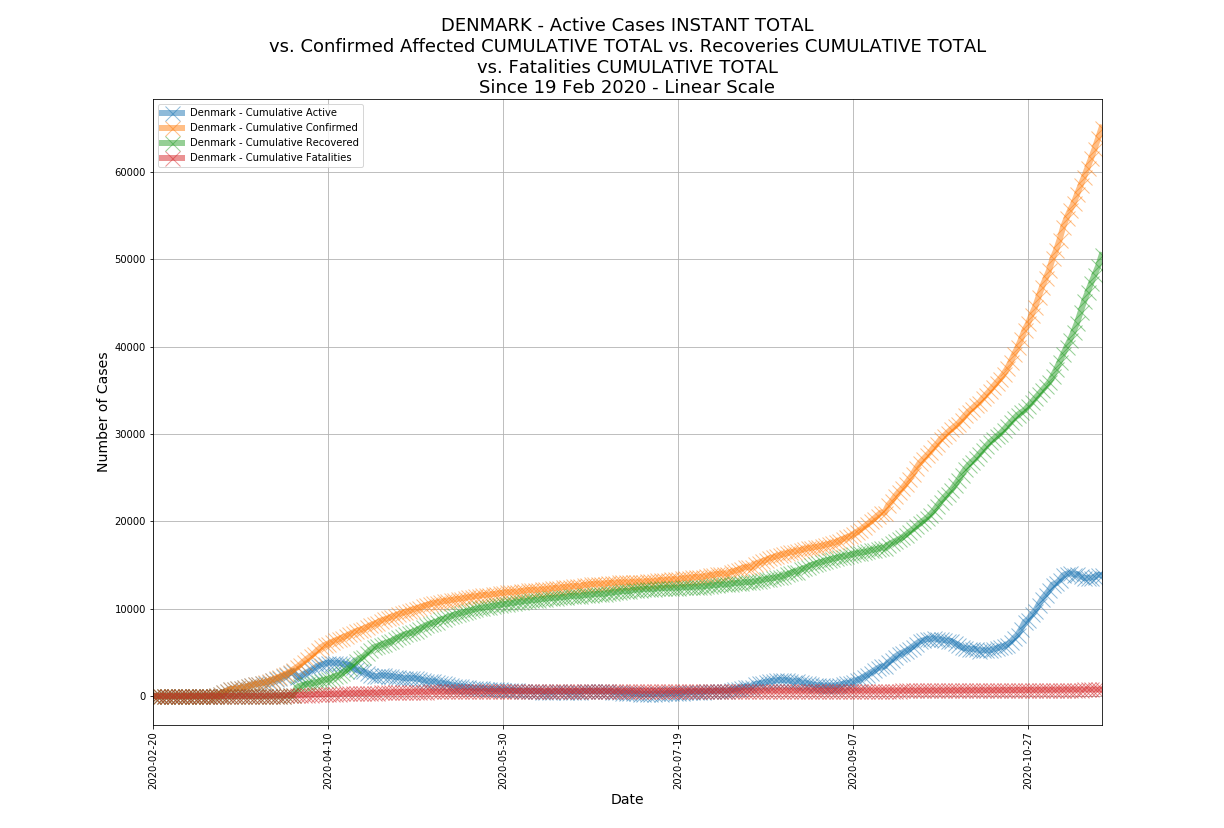 DENMARK - Active Cases INSTANT TOTAL
vs. Confirmed Affected CUMULATIVE TOTAL vs. Recoveries CUMULATIVE TOTAL
vs. Fatalities CUMULATIVE TOTAL
Since 19 Feb 2020 - Linear Scale
Denmark - Cumulative Active
Denmark - Cumulative Confirmed
Denmark - Cumulative Recovered
Denmark - Cumulative Fatalities
Number of Cases
60000
50000
40000
30000
20000
10000
0
2020-02-20
2020-04-10
2020-05-30
2020-07-19
2020-09-07
2020-10-27
Date